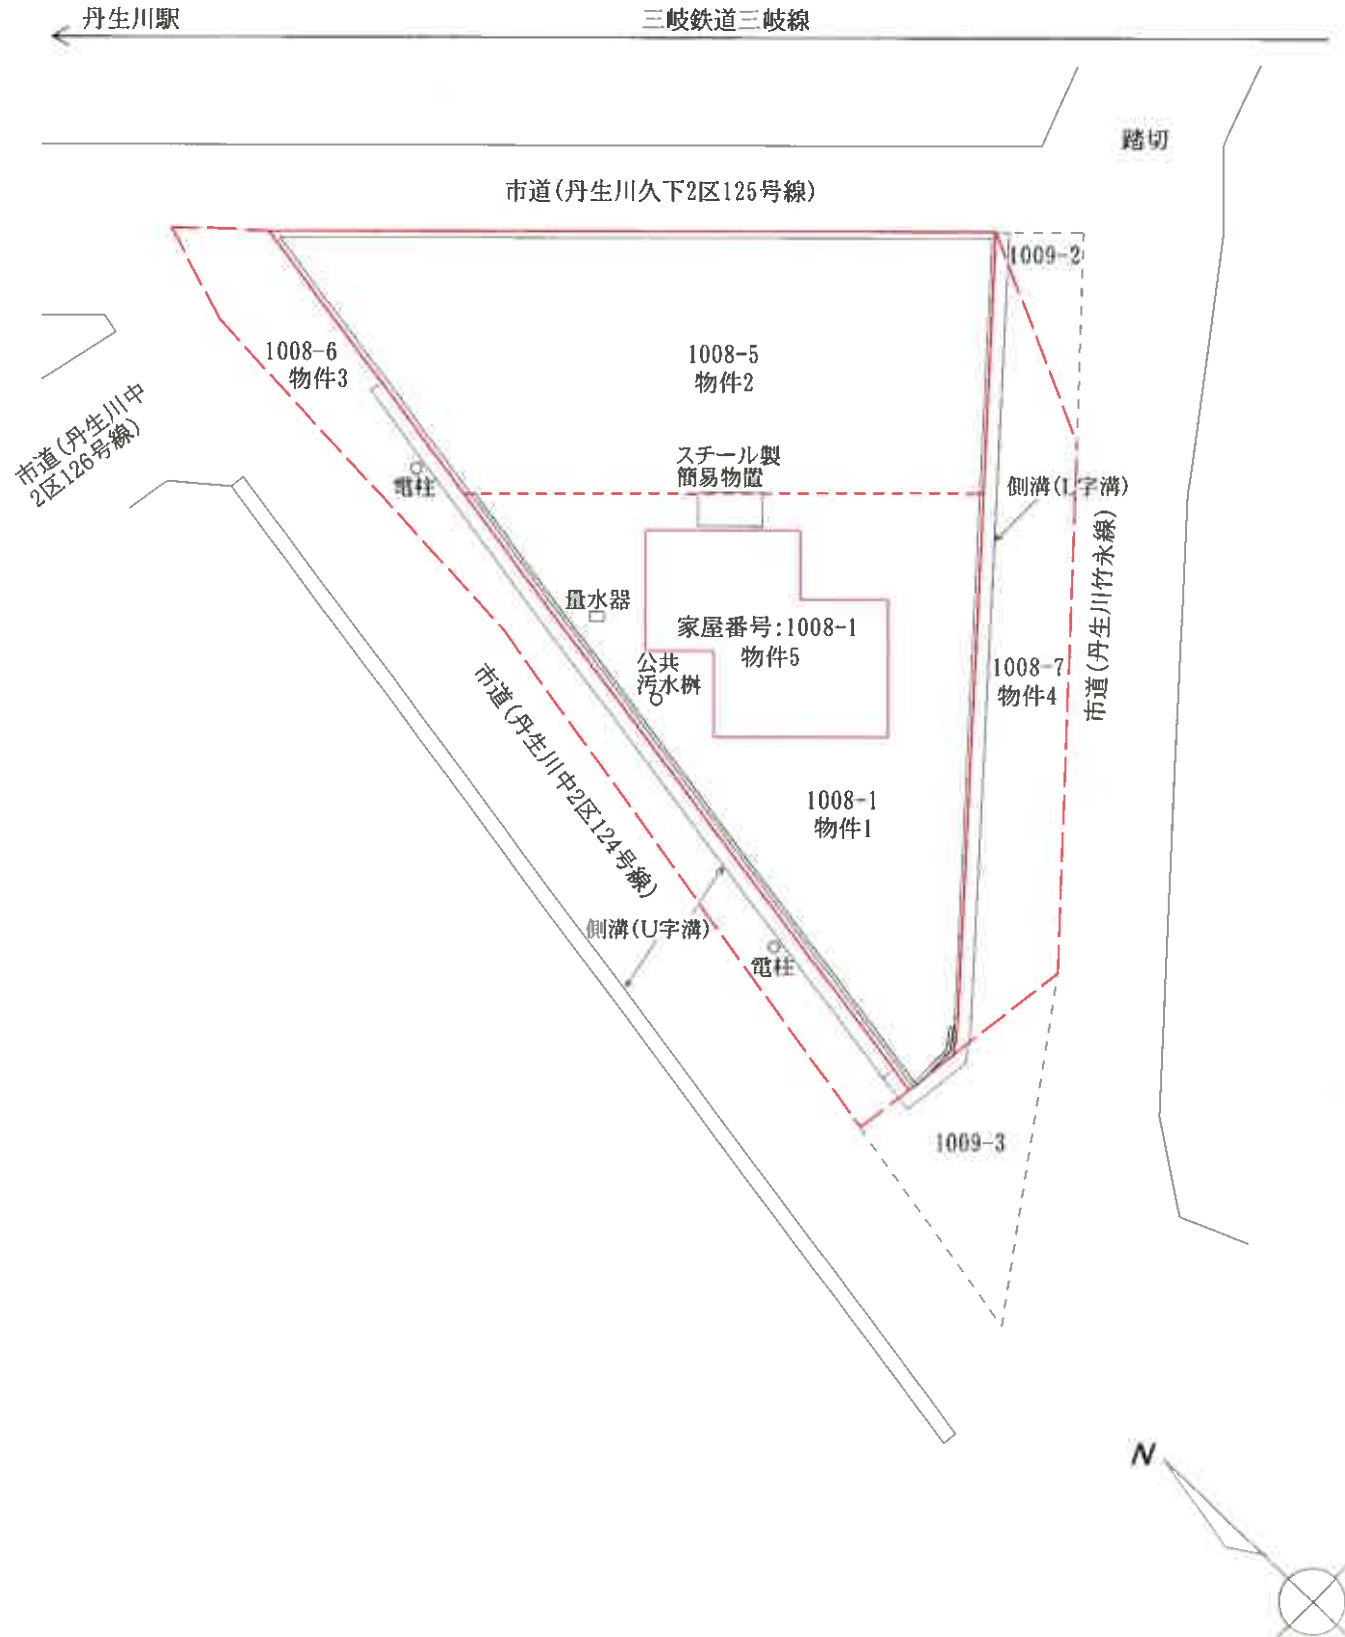 丹生川駅
三岐鉄道三岐線
踏切
市道(丹生川久下2区125号線)
1009-2
1008-6
物件3
1008-5
物件2
市道(丹生川中
2区126号線)
スチール製
簡易物置
電柱
側溝(L字溝)
市道(丹生川竹永線)
量水器
家屋番号:1008-1
物件5
公共
汚水桝
1008-7
物件4
市道(丹生川中2区124号線)
1008-1
物件1
側溝(U字溝)
電柱
1009-3
N